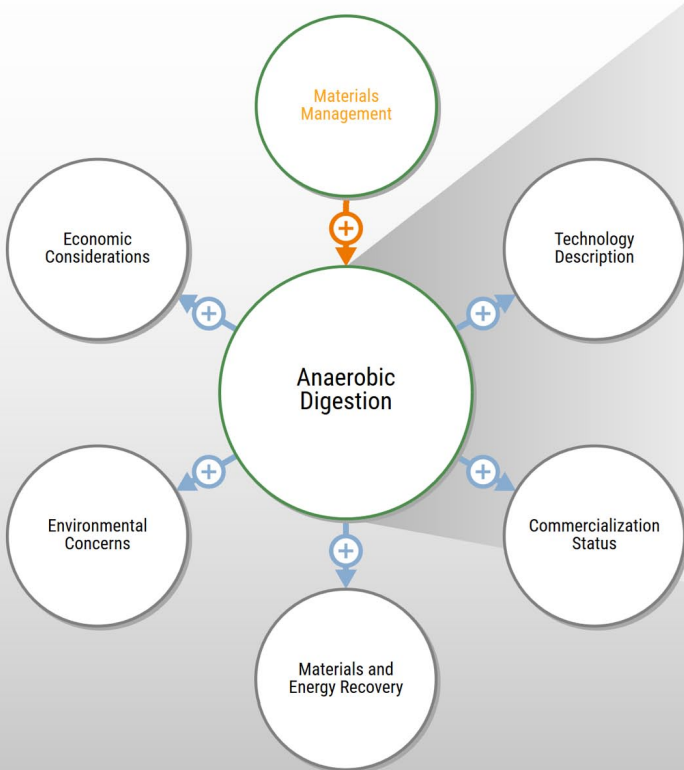 Materials
Management
Economic
Considerations
Technology
Description
Anaerobic
Digestion
Environmental
Concerns
Commercialization
Status
Materials and
Energy Recovery